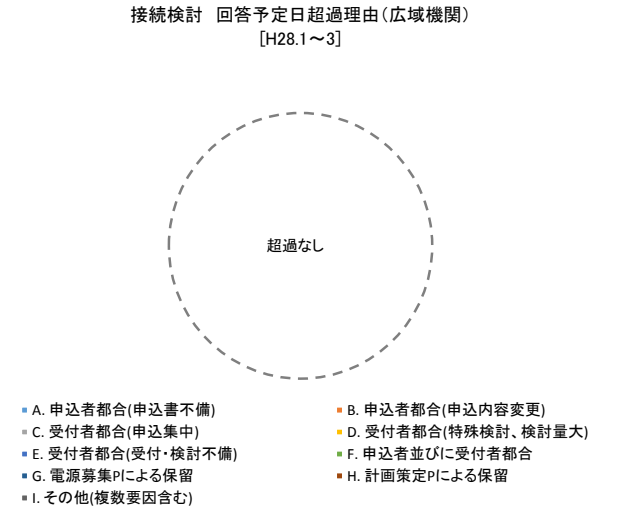 接続検討　回答予定日超過理由（広域機関）
[H28.1～3]
超過なし
A. 申込者都合(申込書不備)
B. 申込者都合(申込内容変更)
C. 受付者都合(申込集中)
D. 受付者都合(特殊検討、検討量大)
E. 受付者都合(受付・検討不備)
F. 申込者並びに受付者都合
G. 電源募集Pによる保留
H. 計画策定Pによる保留
I. その他(複数要因含む)